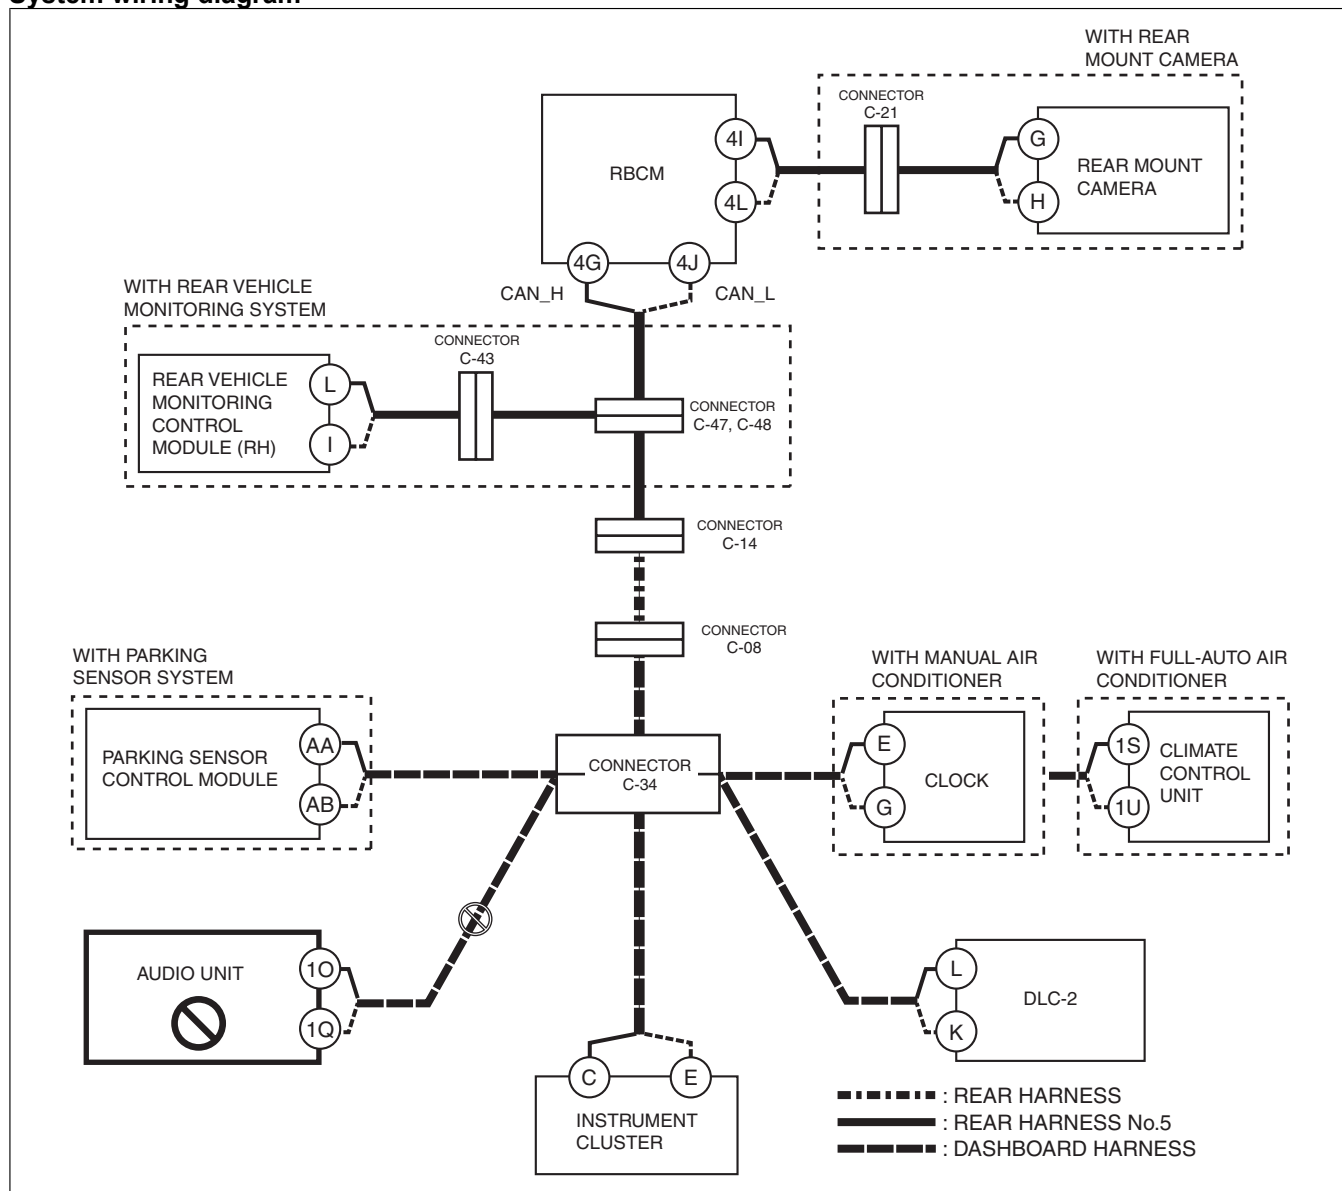 System wiring diagram
WITH REAR
MOUNT CAMERA
CONNECTOR
C-21
4I
G
RBCM
REAR MOUNT
CAMERA
4L
H
4G
4J
CAN_H
CAN_L
WITH REAR VEHICLE
MONITORING SYSTEM
CONNECTOR
C-43
REAR VEHICLE
MONITORING
CONTROL
MODULE (RH)
L
I
CONNECTOR
C-47, C-48
CONNECTOR
C-14
CONNECTOR
C-08
WITH PARKING
SENSOR SYSTEM
WITH MANUAL AIR
CONDITIONER
WITH FULL-AUTO AIR
CONDITIONER
PARKING SENSOR
CONTROL MODULE
AA
AB
CONNECTOR
C-34
E
G
CLOCK
1S
1U
CLIMATE
CONTROL
UNIT
AUDIO UNIT
1O
1Q
L
K
DLC-2
C
E
INSTRUMENT
CLUSTER
: REAR HARNESS
: REAR HARNESS No.5
: DASHBOARD HARNESS